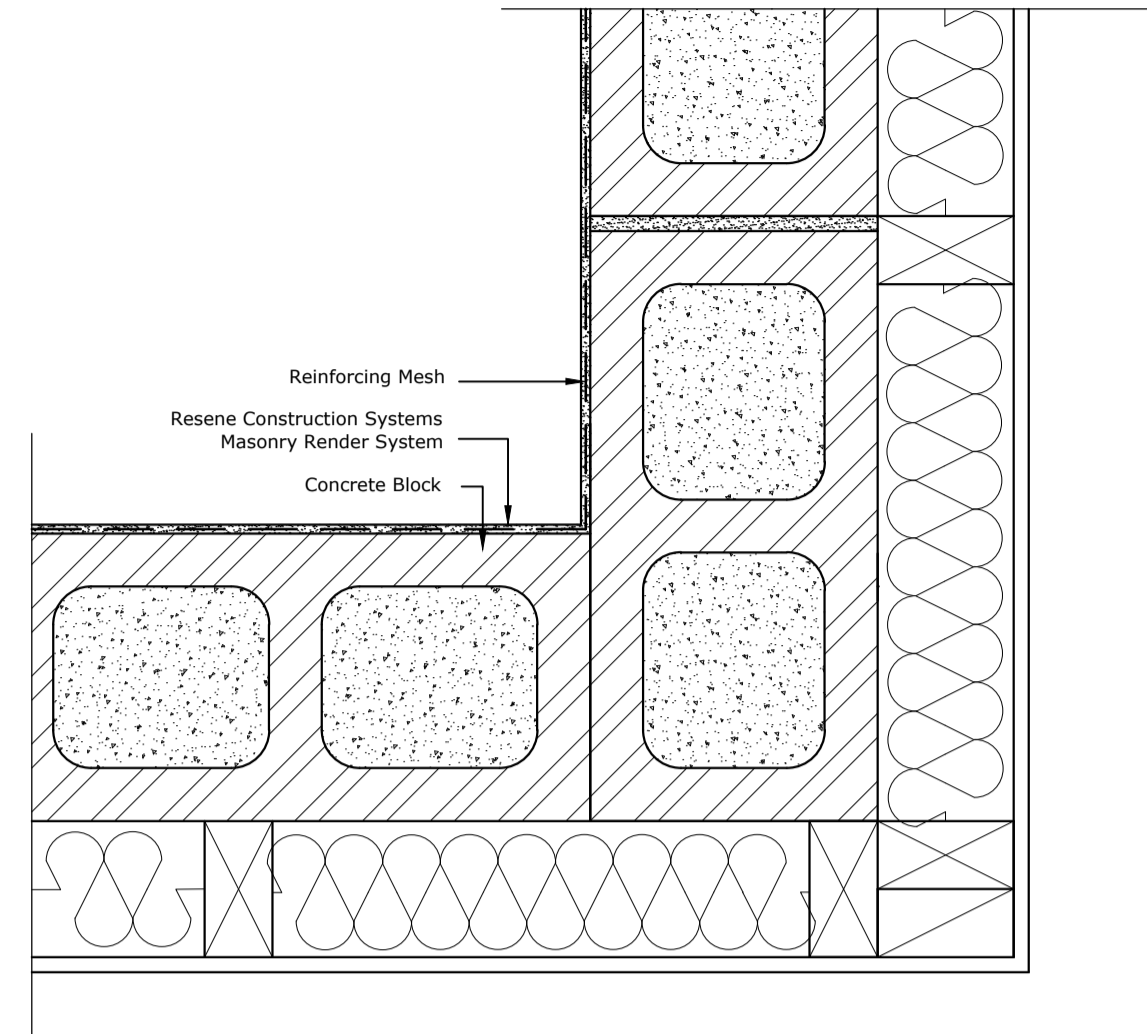 Reinforcing Mesh
Resene Construction Systems
Masonry Render System
Concrete Block